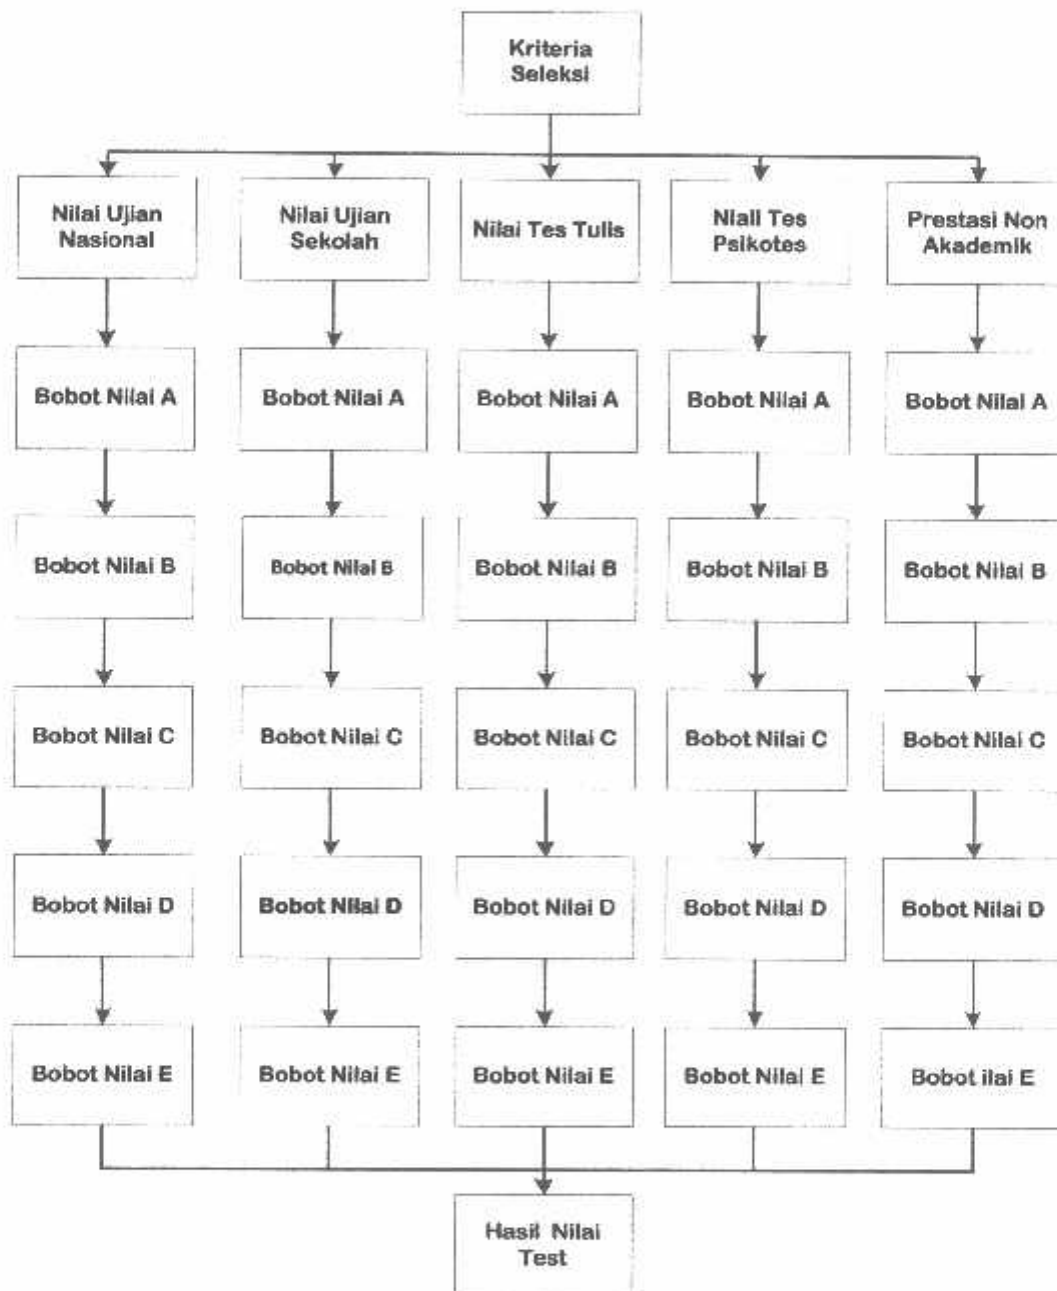 Kriteria
Seleksi
Nilai Ujian
Nasional
Nilai Ujian
Sekolah
Nilai Tes Tulis
Niali Tes
Psikotes
Prestasi Non
Akademik
Bobot Nilai A
Bobot Nilai A
Bobot Nilai A
Bobot Nilai A
Bobot Nilai A
Bobot Nilai B
Bobot Nilai B
Bobot Nilai B
Bobot Nilai B
Bobot Nilai B
Bobot Nilai C
Bobot Nilai C
Bobot Nilai C
Bobot Nilai C
Bobot Nilai C
Bobot Nilai D
Bobot Nilai D
Bobot Nilai D
Bobot Nilai D
Bobot Nilai D
Bobot Nilai E
Bobot Nilai E
Bobot Nilai E
Bobot Nilai E
Bobot ilai E
Hasil Nilai
Test